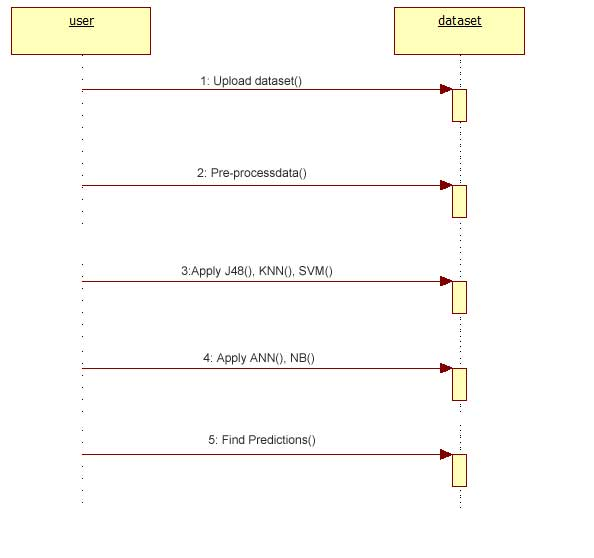 user
dataset
1: Upload dataset()
2: Pre-processdata()
3:Apply J48(), KNN(), SVM()
4: Apply ANN(), NB()
5: Find Predictions()